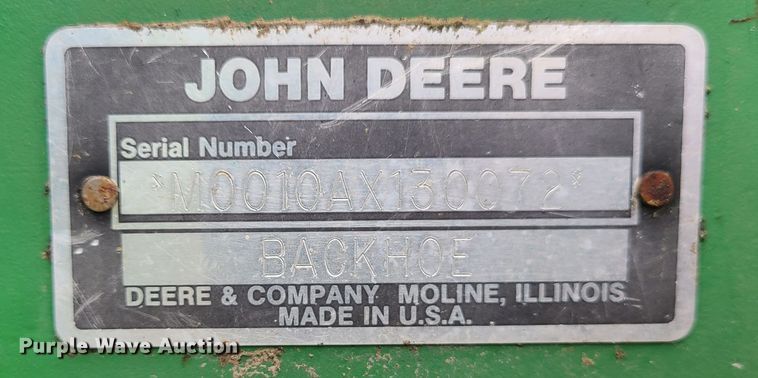 JOHN DEERE
Serial Number
*M0010AX130072*
BACKHOE
DEERE & COMPANY MOLINE, ILLINOIS
MADE IN U.S.A.
Purple Wave Auction